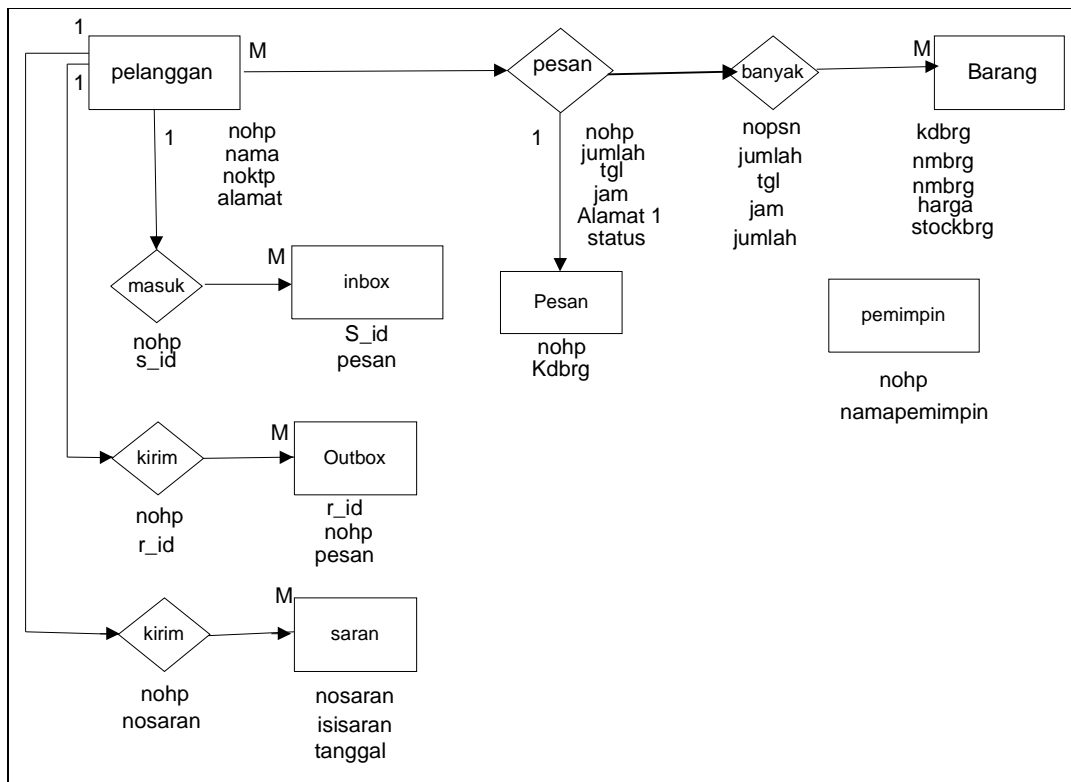 1
pelanggan
M
1
1
nohp
nama
noktp
alamat
pesan
1
nohp
jumlah
tgl
jam
Alamat 1
status
banyak
nopsn
jumlah
tgl
jam
jumlah
M
Barang
kdbrg
nmbrg
nmbrg
harga
stockbrg
masuk
nohp
s_id
M
inbox
S_id
pesan
Pesan
nohp
Kdbrg
pemimpin
nohp
namapemimpin
kirim
nohp
r_id
M
Outbox
r_id
nohp
pesan
kirim
nohp
nosaran
M
saran
nosaran
isisaran
tanggal